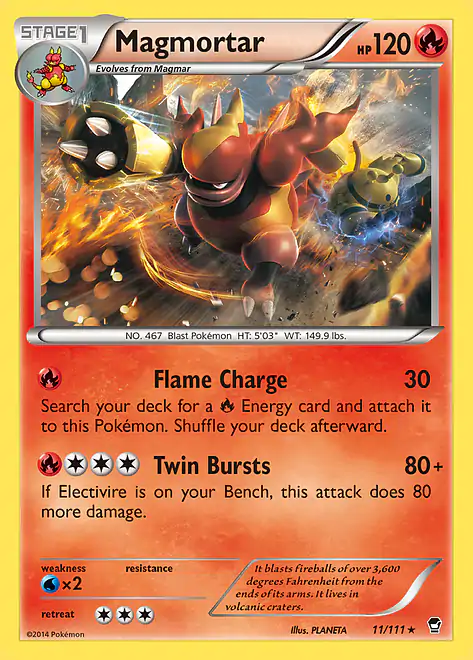 STAGE1
Magmortar
HP 120
Evolves from Magmar
NO. 467 Blast Pokémon HT: 5'03" WT: 149.9 lbs.
Flame Charge 30
Search your deck for a Energy card and attach it
to this Pokémon. Shuffle your deck afterward.
Twin Bursts 80+
If Electivire is on your Bench, this attack does 80
more damage.
weakness resistance
×2
retreat
It blasts fireballs of over 3,600
degrees Fahrenheit from the
ends of its arms. It lives in
volcanic craters.
©2014 Pokémon
Illus. PLANETA 11/111 ★